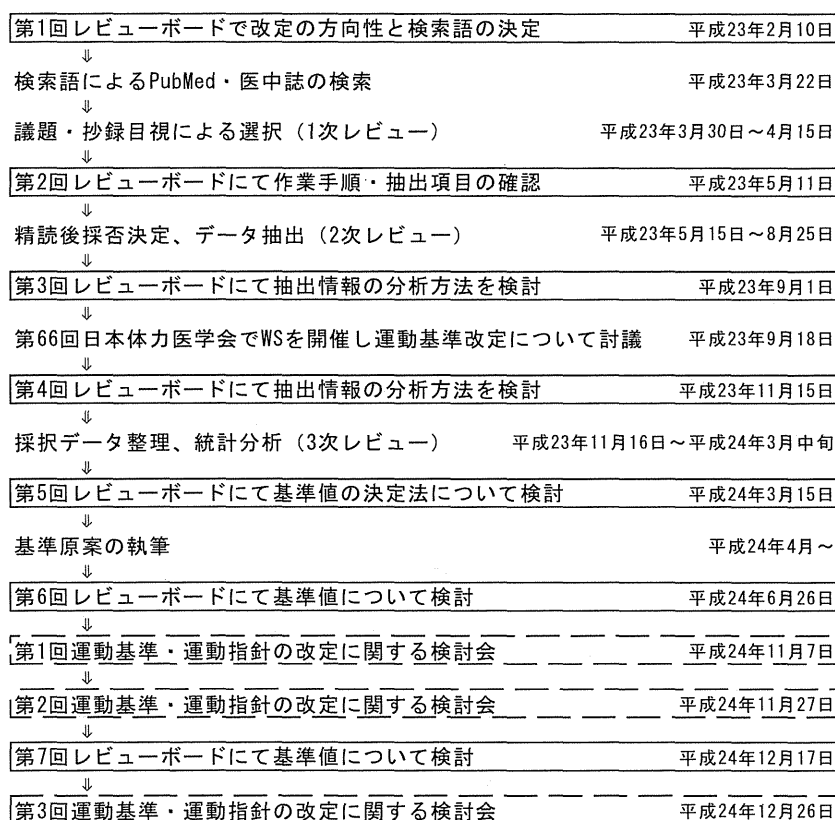 第1回レビューボードで改定の方向性と検索語の決定 平成23年2月10日
⇓
検索語によるPubMed・医中誌の検索 平成23年3月22日
⇓
議題・抄録目視による選択（1次レビュー） 平成23年3月30日～4月15日
⇓
第2回レビューボードにて作業手順・抽出項目の確認 平成23年5月11日
⇓
精読後採否決定、データ抽出（2次レビュー） 平成23年5月15日～8月25日
⇓
第3回レビューボードにて抽出情報の分析方法を検討 平成23年9月1日
⇓
第66回日本体力医学会でWSを開催し運動基準改定について討議 平成23年9月18日
⇓
第4回レビューボードにて抽出情報の分析方法を検討 平成23年11月15日
⇓
採択データ整理、統計分析（3次レビュー） 平成23年11月16日～平成24年3月中旬
⇓
第5回レビューボードにて基準値の決定法について検討 平成24年3月15日
⇓
基準原案の執筆 平成24年4月～
⇓
第6回レビューボードにて基準値について検討 平成24年6月26日
⇓
第1回運動基準・運動指針の改定に関する検討会 平成24年11月7日
⇓
第2回運動基準・運動指針の改定に関する検討会 平成24年11月27日
⇓
第7回レビューボードにて基準値について検討 平成24年12月17日
⇓
第3回運動基準・運動指針の改定に関する検討会 平成24年12月26日